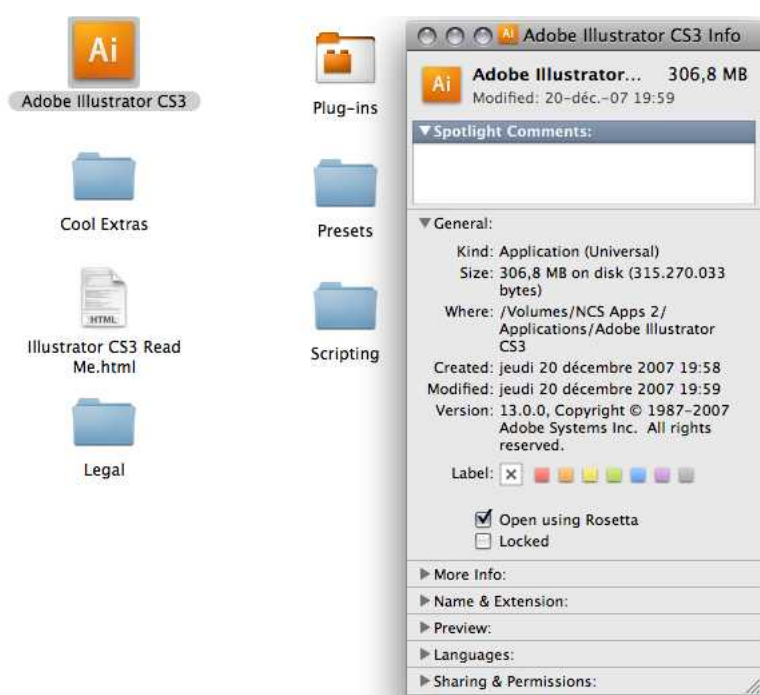 Ai
Adobe Illustrator CS3
Plug-ins
Cool Extras
Presets
HTML
Illustrator CS3 Read
Me.html
Scripting
Legal
Ai Adobe Illustrator CS3 Info
Ai
Adobe Illustrator... 306,8 MB
Modified: 20-déc.-07 19:59
Spotlight Comments:
General:
Kind: Application (Universal)
Size: 306,8 MB on disk (315.270.033
bytes)
Where: /Volumes/NCS Apps 2/
Applications/Adobe Illustrator
CS3
Created: jeudi 20 décembre 2007 19:58
Modified: jeudi 20 décembre 2007 19:59
Version: 13.0.0, Copyright © 1987-2007
Adobe Systems Inc. All rights
reserved.
Label:
Open using Rosetta
Locked
More Info:
Name & Extension:
Preview:
Languages:
Sharing & Permissions: